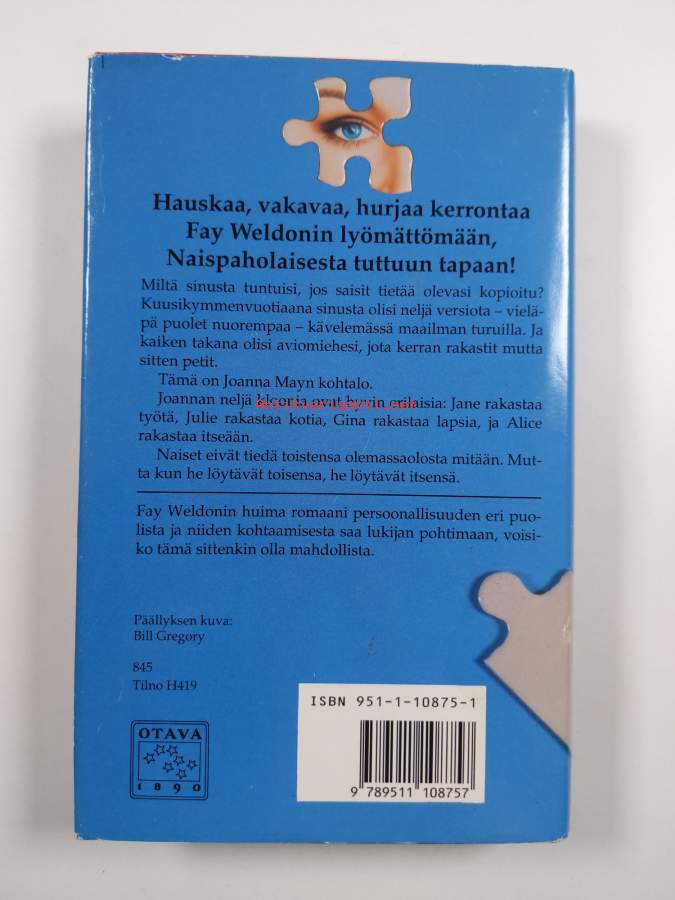 Hauskaa, vakavaa, hurjaa kerrontaa
Fay Weldonin lyömättömään,
Naispaholaisesta tuttuun tapaan!
Miltä sinusta tuntuisi, jos saisit tietää olevasi kopioitu?
Kuusikymmenvuotiaana sinusta olisi neljä versiota – vielä-
pä puolet nuorempaa – kävelemässä maailman turuilla. Ja
kaiken takana olisi aviomiehesi, jota kerran rakastit mutta
sitten petit.
Tämä on Joanna Mayn kohtalo.
Joannan neljä kloonia ovat hyvin erilaisia: Jane rakastaa
työtä, Julie rakastaa kotia, Gina rakastaa lapsia, ja Alice
rakastaa itseään.
Naiset eivät tiedä toistensa olemassaolosta mitään. Mut-
ta kun he löytävät toisensa, he löytävät itsensä.
Fay Weldonin huima romaani persoonallisuuden eri puo-
lista ja niiden kohtaamisesta saa lukijan pohtimaan, voisi-
ko tämä sittenkin olla mahdollista.
Päällyksen kuva:
Bill Gregory
845
Tilno H419
ISBN 951-1-10875-1
9 789511 108757
OTAVA
1890